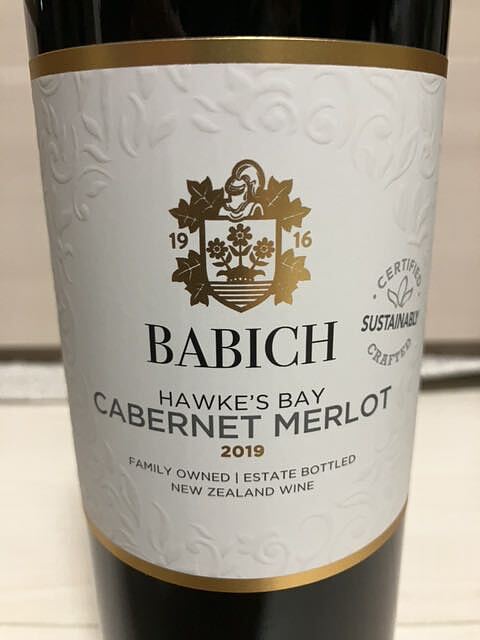 19 16
BABICH
CERTIFIED
SUSTAINABLY
CRAFTED
HAWKE'S BAY
CABERNET MERLOT
2019
FAMILY OWNED | ESTATE BOTTLED
NEW ZEALAND WINE